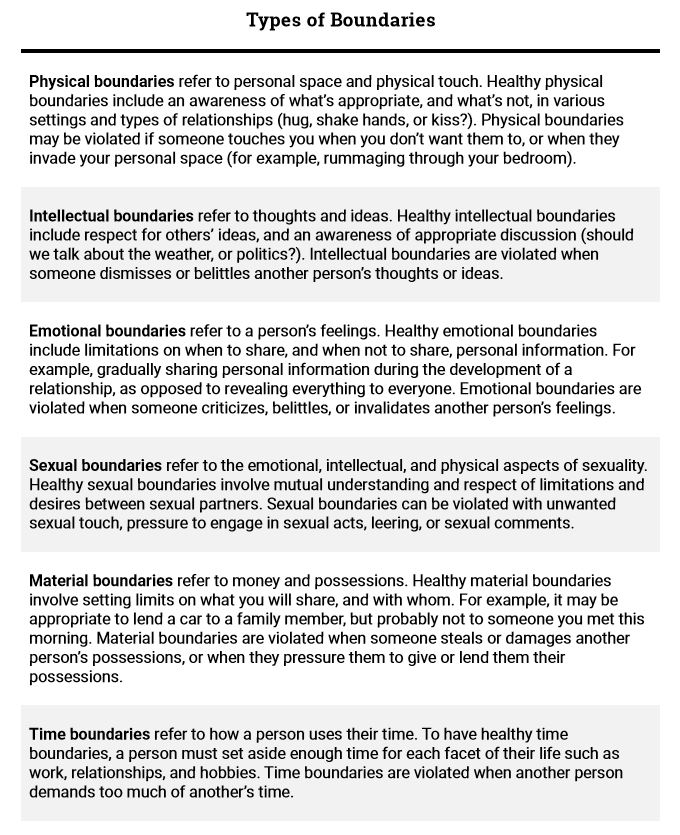 Types of Boundaries
Physical boundaries refer to personal space and physical touch. Healthy physical
boundaries include an awareness of what’s appropriate, and what’s not, in various
settings and types of relationships (hug, shake hands, or kiss?). Physical boundaries
may be violated if someone touches you when you don’t want them to, or when they
invade your personal space (for example, rummaging through your bedroom).
Intellectual boundaries refer to thoughts and ideas. Healthy intellectual boundaries
include respect for others’ ideas, and an awareness of appropriate discussion (should
we talk about the weather, or politics?). Intellectual boundaries are violated when
someone dismisses or belittles another person’s thoughts or ideas.
Emotional boundaries refer to a person’s feelings. Healthy emotional boundaries
include limitations on when to share, and when not to share, personal information. For
example, gradually sharing personal information during the development of a
relationship, as opposed to revealing everything to everyone. Emotional boundaries are
violated when someone criticizes, belittles, or invalidates another person’s feelings.
Sexual boundaries refer to the emotional, intellectual, and physical aspects of sexuality.
Healthy sexual boundaries involve mutual understanding and respect of limitations and
desires between sexual partners. Sexual boundaries can be violated with unwanted
sexual touch, pressure to engage in sexual acts, leering, or sexual comments.
Material boundaries refer to money and possessions. Healthy material boundaries
involve setting limits on what you will share, and with whom. For example, it may be
appropriate to lend a car to a family member, but probably not to someone you met this
morning. Material boundaries are violated when someone steals or damages another
person’s possessions, or when they pressure them to give or lend them their
possessions.
Time boundaries refer to how a person uses their time. To have healthy time
boundaries, a person must set aside enough time for each facet of their life such as
work, relationships, and hobbies. Time boundaries are violated when another person
demands too much of another’s time.